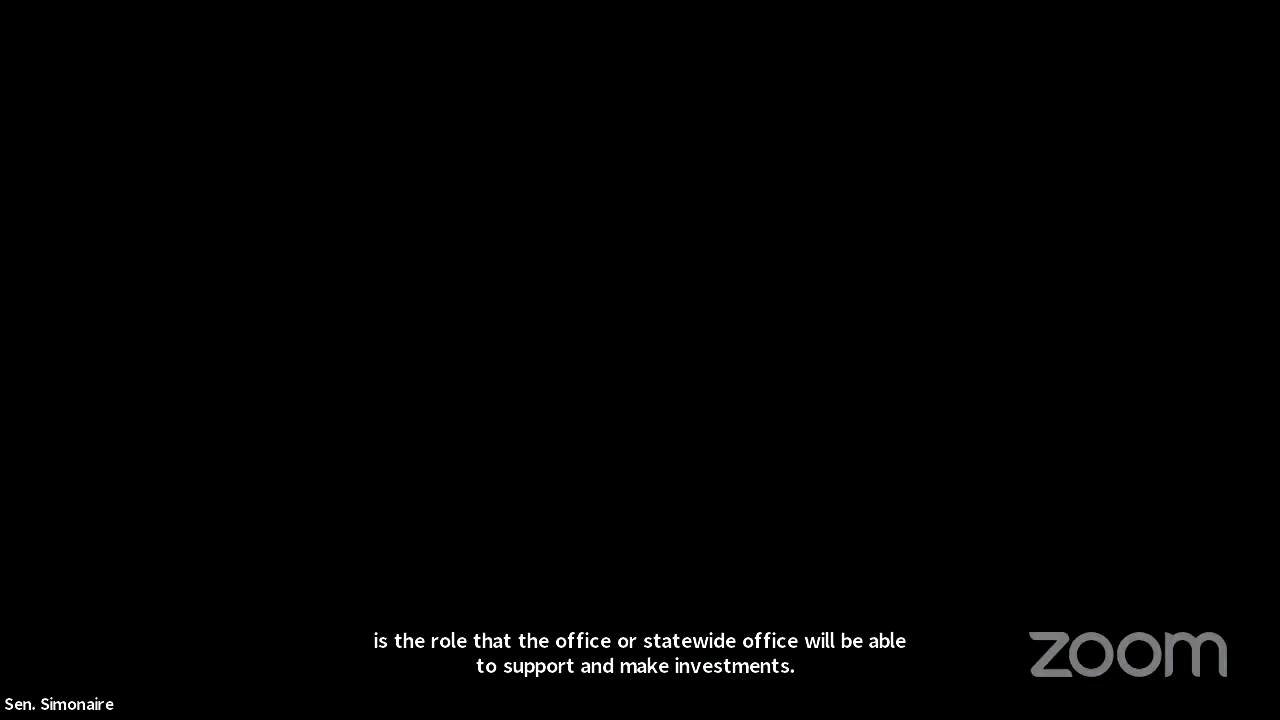 is the role that the office or statewide office will be able
to support and make investments.
zoom
Sen. Simonaire